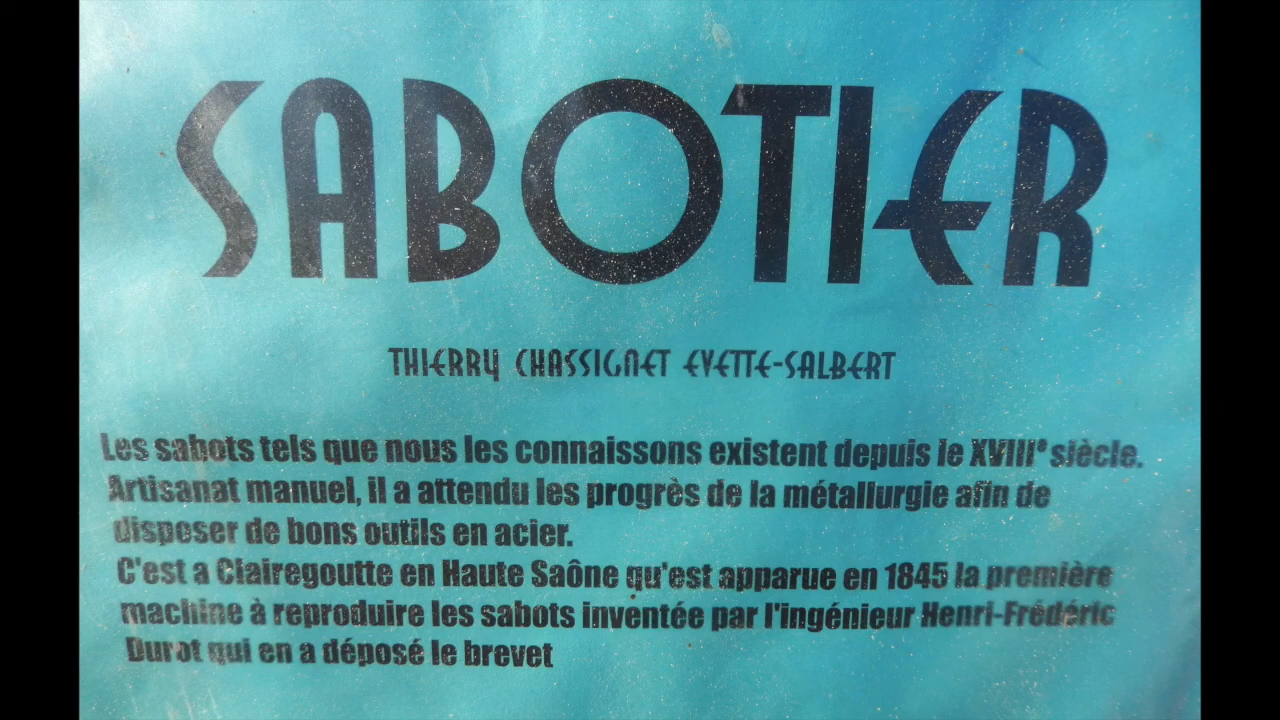 SABOTIER
THIERRY CHASSIGNET EVETTE-SALBERT
Les sabots tels que nous les connaissons existent depuis le XVIIIe siècle.
Artisanat manuel, il a attendu les progrès de la métallurgie afin de
disposer de bons outils en acier.
C'est a Clairegoutte en Haute Saône qu'est apparue en 1845 la première
machine à reproduire les sabots inventée par l'ingénieur Henri-Frédéric
Durot qui en a déposé le brevet